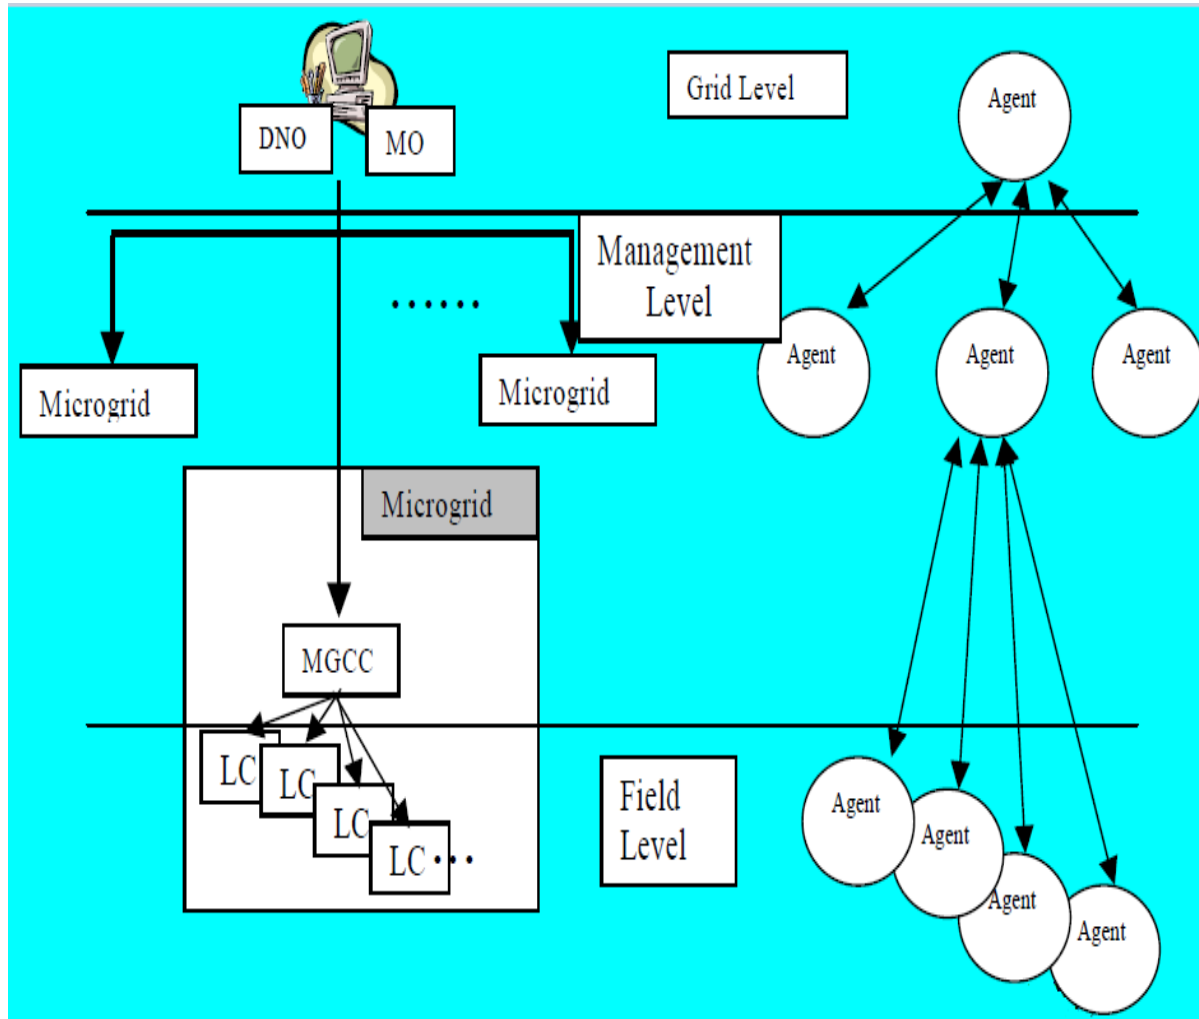 Grid Level
Agent
DNO
MO
Management
Level
......
Microgrid
Microgrid
Agent
Agent
Agent
Microgrid
MGCC
LC
LC
LC
LC ...
Field
Level
Agent
Agent
Agent
Agent